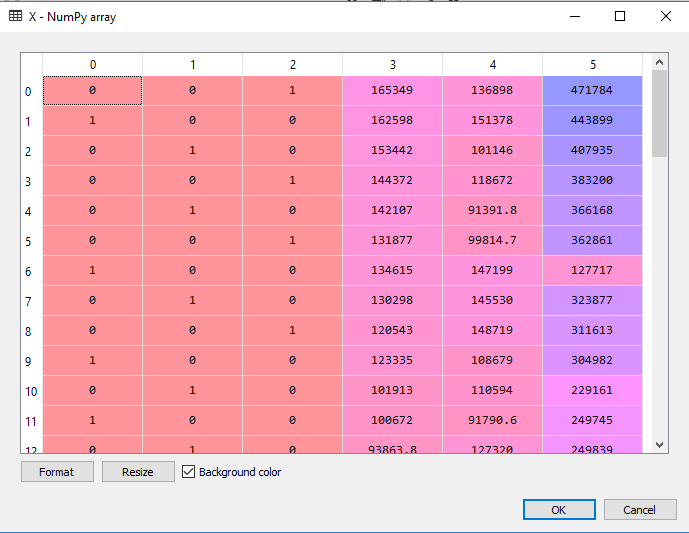 X - NumPy array
0 1 2 3 4 5
0 0 0 1 165349 136898 471784
1 1 0 0 162598 151378 443899
2 0 1 0 153442 101146 407935
3 0 0 1 144372 118672 383200
4 0 1 0 142107 91391.8 366168
5 0 0 1 131877 99814.7 362861
6 1 0 0 134615 147199 127717
7 0 1 0 130298 145530 323877
8 0 0 1 120543 148719 311613
9 1 0 0 123335 108679 304982
10 0 1 0 101913 110594 229161
11 1 0 0 100672 91790.6 249745
12 0 1 0 93863.8 127320 249839
Format Resize Background color
OK Cancel